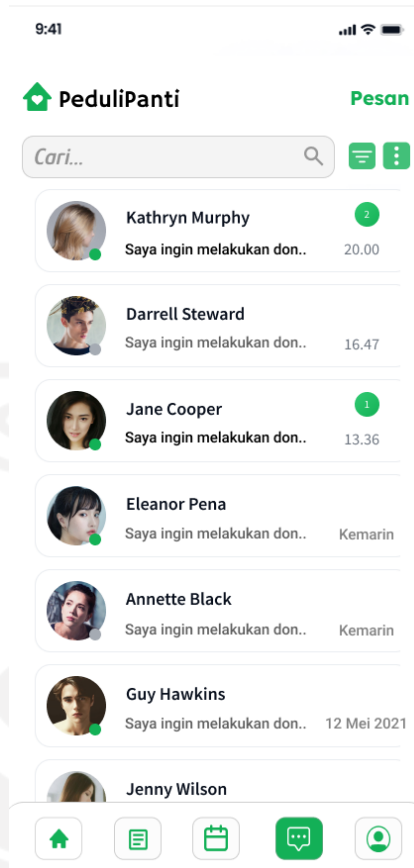 9:41
PeduliPanti
Pesan
Cari...
Kathryn Murphy
2
Saya ingin melakukan don..
20.00
Darrell Steward
Saya ingin melakukan don..
16.47
Jane Cooper
1
Saya ingin melakukan don..
13.36
Eleanor Pena
Saya ingin melakukan don..
Kemarin
Annette Black
Saya ingin melakukan don..
Kemarin
Guy Hawkins
Saya ingin melakukan don..
12 Mei 2021
Jenny Wilson